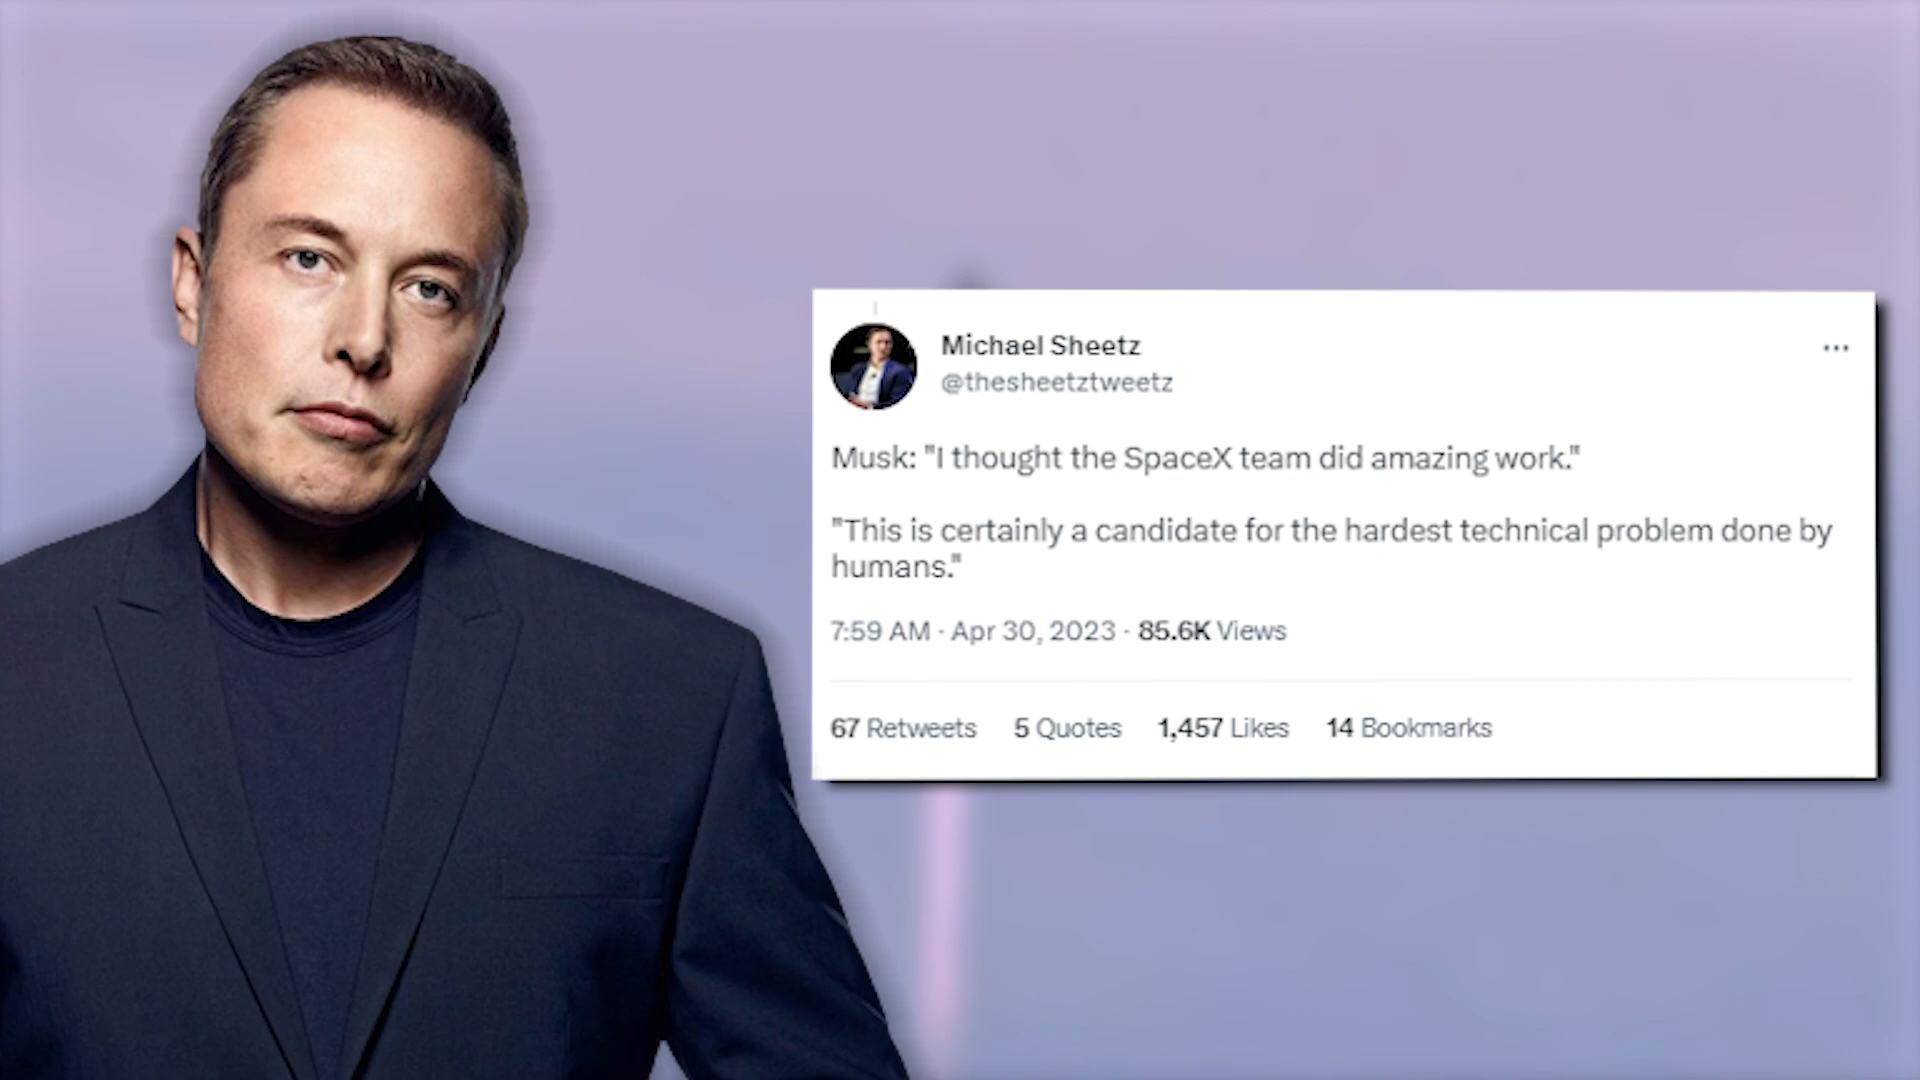 Michael Sheetz
@thesheetztweetz
Musk: "I thought the SpaceX team did amazing work."
"This is certainly a candidate for the hardest technical problem done by
humans."
7:59 AM · Apr 30, 2023 · 85.6K Views
67 Retweets 5 Quotes 1,457 Likes 14 Bookmarks